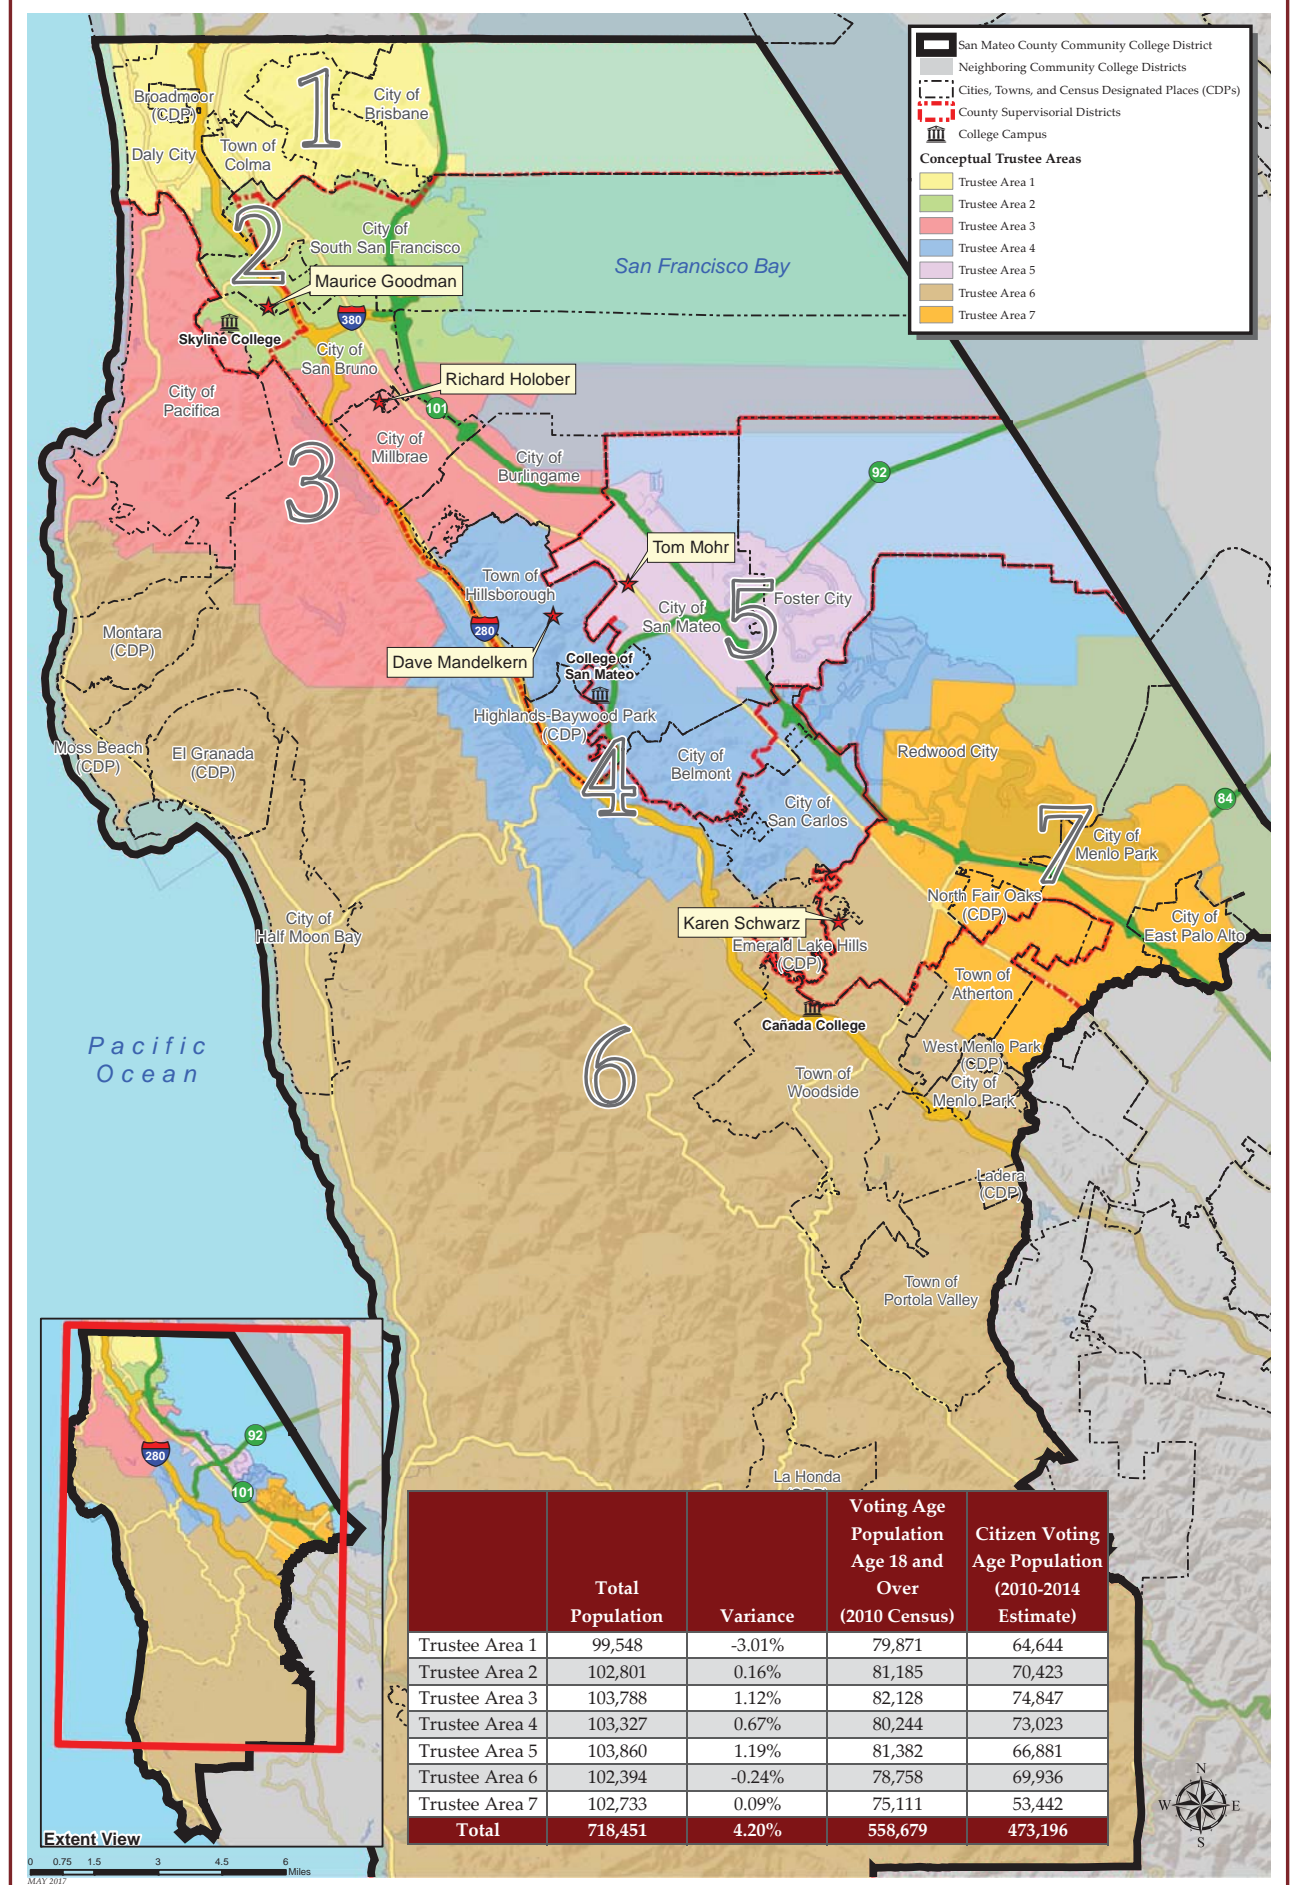 San Mateo County Community College District
Neighboring Community College Districts
Cities, Towns, and Census Designated Places (CDPs)
County Supervisorial Districts
College Campus
Conceptual Trustee Areas
Trustee Area 1
Trustee Area 2
Trustee Area 3
Trustee Area 4
Trustee Area 5
Trustee Area 6
Trustee Area 7
1
Broadmoor
(CDP)
City of
Brisbane
Daly City
Town of
Colma
2
City of
South San Francisco
San Francisco Bay
Maurice Goodman
380
Skyline College
City of
San Bruno
Richard Holober
City of
Pacifica
101
3
City of
Millbrae
City of
Burlingame
92
Tom Mohr
Town of
Hillsborough
5
Foster City
City of
San Mateo
280
Montara
(CDP)
Dave Mandelkern
College of
San Mateo
Highlands-Baywood Park
(CDP)
Moss Beach
(CDP)
El Granada
(CDP)
4
City of
Belmont
Redwood City
84
City of
San Carlos
7
City of
Menlo Park
North Fair Oaks
(CDP)
City of
Half Moon Bay
Karen Schwarz
Emerald Lake Hills
(CDP)
City of
East Palo Alto
Town of
Atherton
Cañada College
Pacific
Ocean
6
West Menlo Park
(CDP)
City of
Menlo Park
Town of
Woodside
Ladera
(CDP)
Town of
Portola Valley
La Honda
92
280
101
Extent View
0 0.75 1.5 3 4.5 6
Miles
MAY 2017
Total Population Variance Voting Age Population Age 18 and Over (2010 Census) Citizen Voting Age Population (2010-2014 Estimate)
Trustee Area 1 99,548 -3.01% 79,871 64,644
Trustee Area 2 102,801 0.16% 81,185 70,423
Trustee Area 3 103,788 1.12% 82,128 74,847
Trustee Area 4 103,327 0.67% 80,244 73,023
Trustee Area 5 103,860 1.19% 81,382 66,881
Trustee Area 6 102,394 -0.24% 78,758 69,936
Trustee Area 7 102,733 0.09% 75,111 53,442
Total 718,451 4.20% 558,679 473,196
N
W E
S